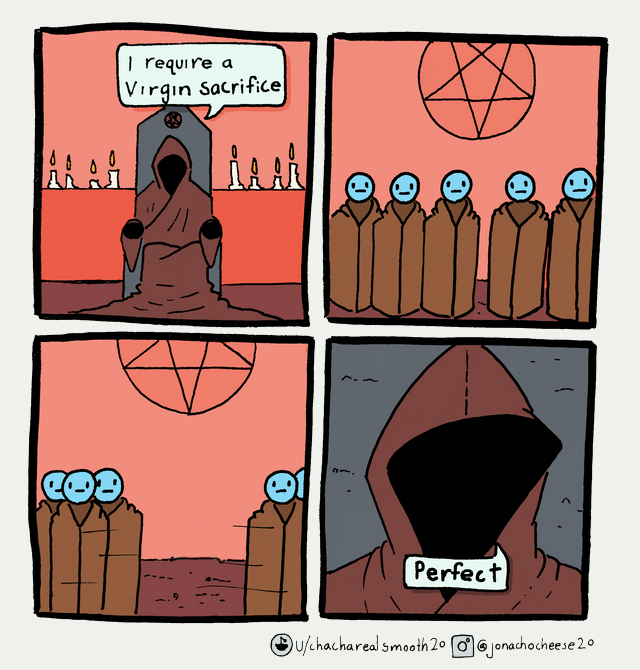 I require a
Virgin Sacrifice
Perfect
u/chacharealsmooth20 @jonachocheese20